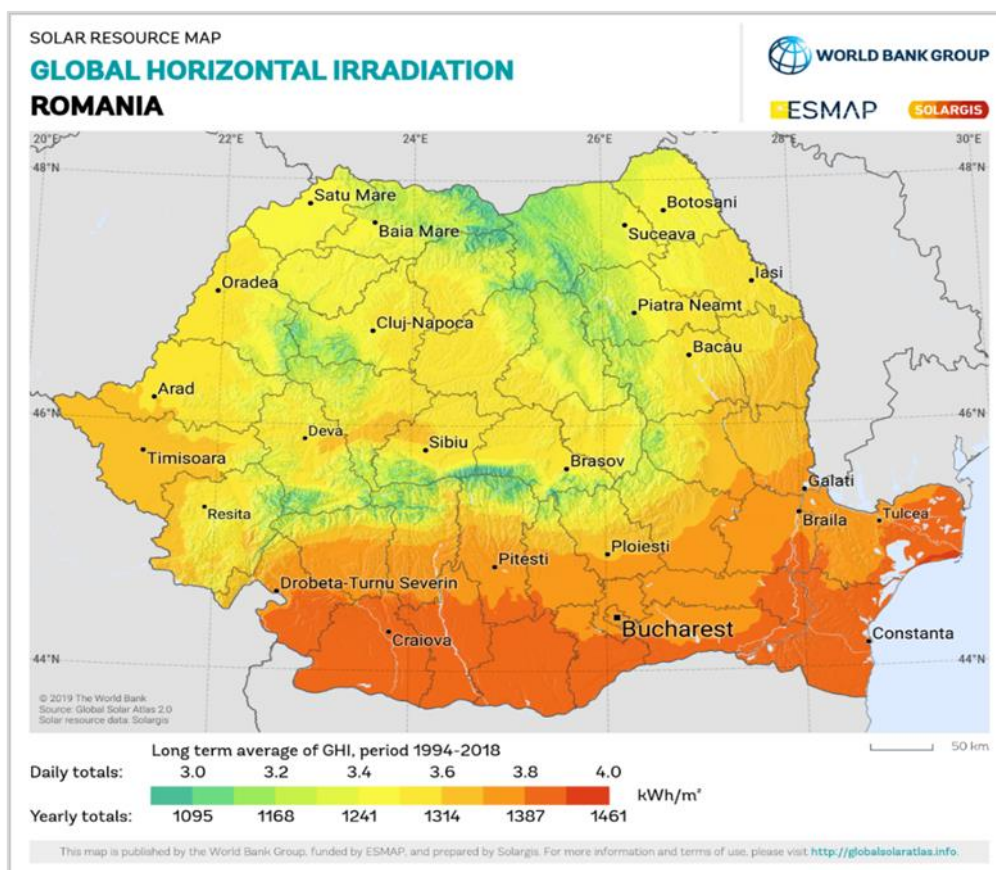 SOLAR RESOURCE MAP
GLOBAL HORIZONTAL IRRADIATION
ROMANIA
WORLD BANK GROUP
ESMAP
SOLARGIS
20°E
22°E
24°E
26°E
28°E
30°E
48°N
48°N
Satu Mare
Botosani
Baia Mare
Suceava
Iasi
Oradea
Piatra Neamt
Cluj-Napoca
Bacău
Arad
46°N
46°N
Deva
Sibiu
Timisoara
Brasov
Galati
Resita
Braila
Tulcea
Ploiesti
Pitesti
Drobeta-Turnu Severin
Bucharest
Craiova
Constanta
44°N
44°N
© 2019 The World Bank
Source: Global Solar Atlas 2.0
Solar resource data: Solargis
Long term average of GHI, period 1994-2018
50 km
Daily totals: 3.0 3.2 3.4 3.6 3.8 4.0
kWh/m²
Yearly totals: 1095 1168 1241 1314 1387 1461
This map is published by the World Bank Group, funded by ESMAP, and prepared by Solargis. For more information and terms of use, please visit http://globalsolaratlas.info.